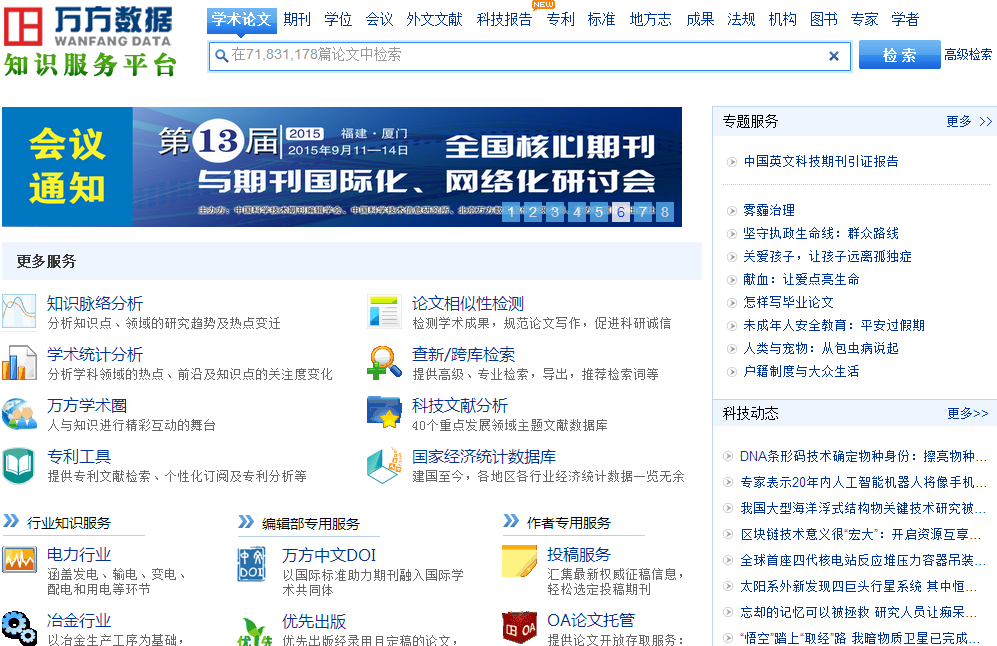 万方数据
WANFANG DATA
知识服务平台
学术论文 期刊 学位 会议 外文文献 科技报告 NEW 专利 标准 地方志 成果 法规 机构 图书 专家 学者
在71,831,178篇论文中检索
检 索
高级检索
会议
通知
第13届
2015 福建·厦门
2015年9月11—14日
全国核心期刊
与期刊国际化、网络化研讨会
1 2 3 4 5 6 7 8
更多服务
知识脉络分析
分析知识点、领域的研究趋势及热点变迁
论文相似性检测
检测学术成果，规范论文写作，促进科研诚信
学术统计分析
分析学科领域的热点、前沿及知识点的关注度变化
查新/跨库检索
提供高级、专业检索，导出，推荐检索词等
万方学术圈
人与知识进行精彩互动的舞台
科技文献分析
40个重点发展领域主题文献数据库
专利工具
提供专利文献检索、个性化订阅及专利分析等
国家经济统计数据库
建国至今，各地区各行业经济统计数据一览无余
行业知识服务
电力行业
涵盖发电、输电、变电、
配电和用电等环节
冶金行业
以冶金生产工序为基础，
编辑部专用服务
万方中文DOI
以国际标准助力期刊融入国际学
术共同体
优先出版
优先出版经录用且定稿的论文，
作者专用服务
投稿服务
汇集最新权威征稿信息，
轻松选定投稿期刊
OA论文托管
提供论文开放存取服务：
专题服务
更多 >>
中国英文科技期刊引证报告
雾霾治理
坚守执政生命线：群众路线
关爱孩子，让孩子远离孤独症
献血：让爱点亮生命
怎样写毕业论文
未成年人安全教育：平安过假期
人类与宠物：从包虫病说起
户籍制度与大众生活
科技动态
更多>>
DNA条形码技术确定物种身份：擦亮物种...
专家表示20年内人工智能机器人将像手机...
我国大型海洋浮式结构物关键技术研究被...
区块链技术意义很“宏大”：开启资源互享...
全球首座四代核电站反应堆压力容器吊装...
太阳系外新发现四巨头行星系统 其中恒...
忘却的记忆可以被拯救 研究人员让痴呆...
“悟空”踏上“取经”路 我暗物质卫星已完成...